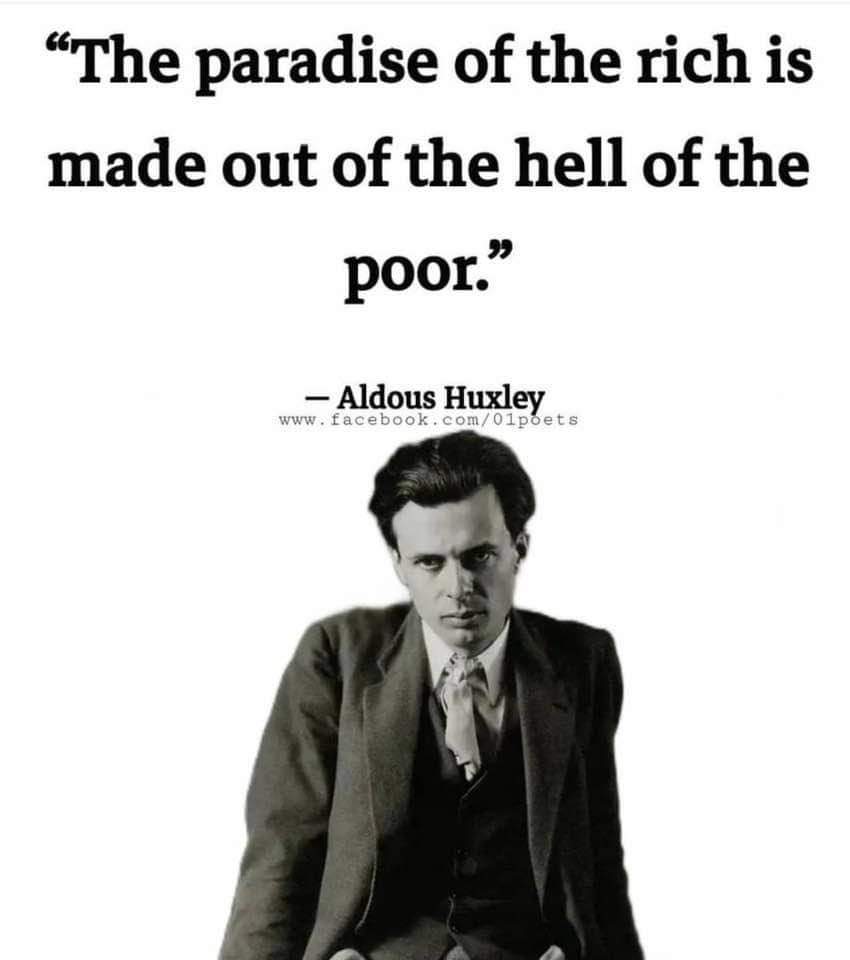 “The paradise of the rich is
made out of the hell of the
poor.”
— Aldous Huxley
www.facebook.com/01poets